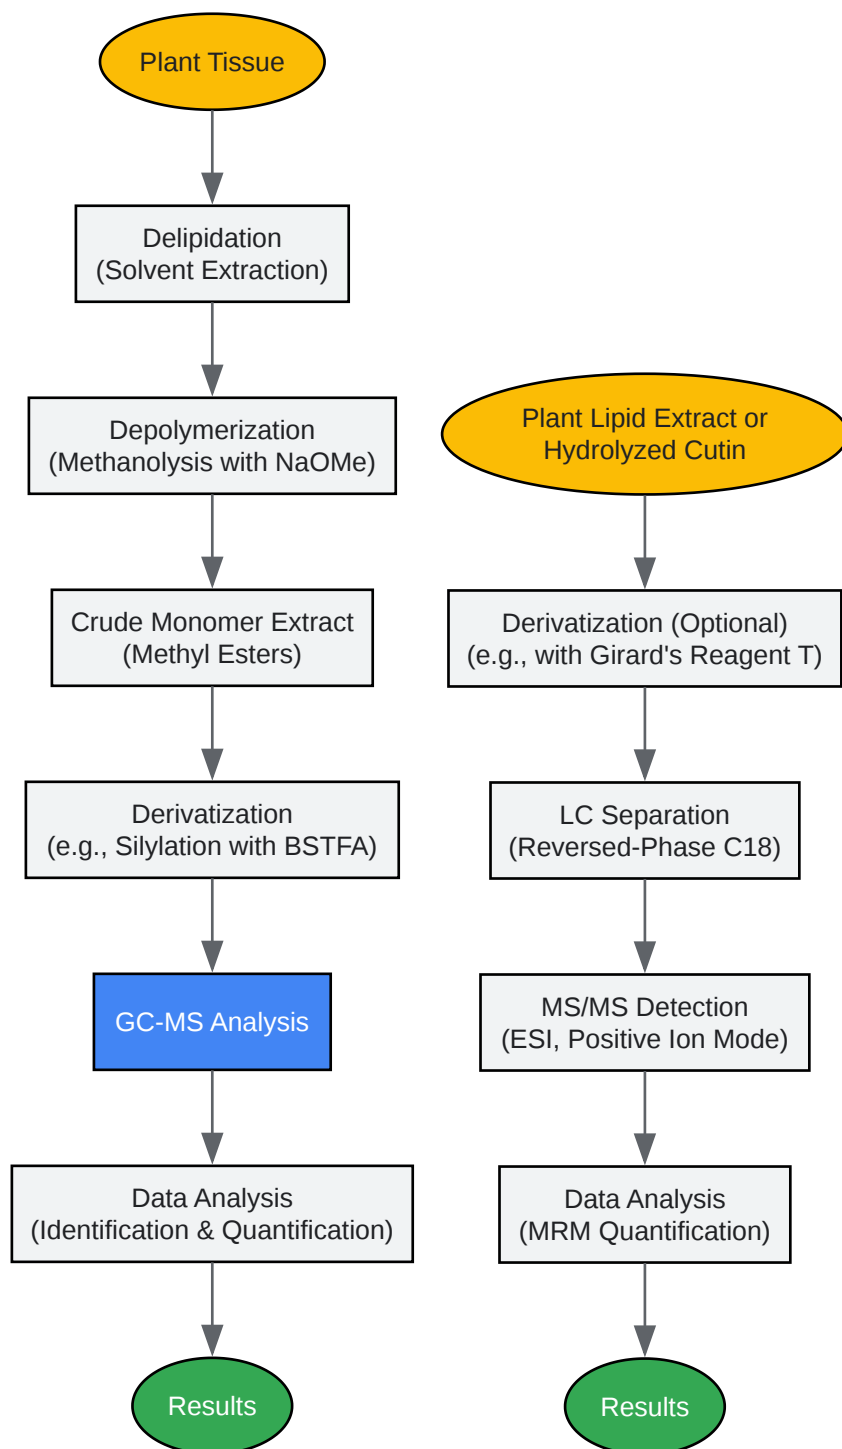 Plant Tissue
Delipidation
(Solvent Extraction)
Depolymerization
(Methanolysis with NaOMe)
Crude Monomer Extract
(Methyl Esters)
Derivatization
(e.g., Silylation with BSTFA)
GC-MS Analysis
Data Analysis
(Identification & Quantification)
Results
Plant Lipid Extract or
Hydrolyzed Cutin
Derivatization (Optional)
(e.g., with Girard's Reagent T)
LC Separation
(Reversed-Phase C18)
MS/MS Detection
(ESI, Positive Ion Mode)
Data Analysis
(MRM Quantification)
Results